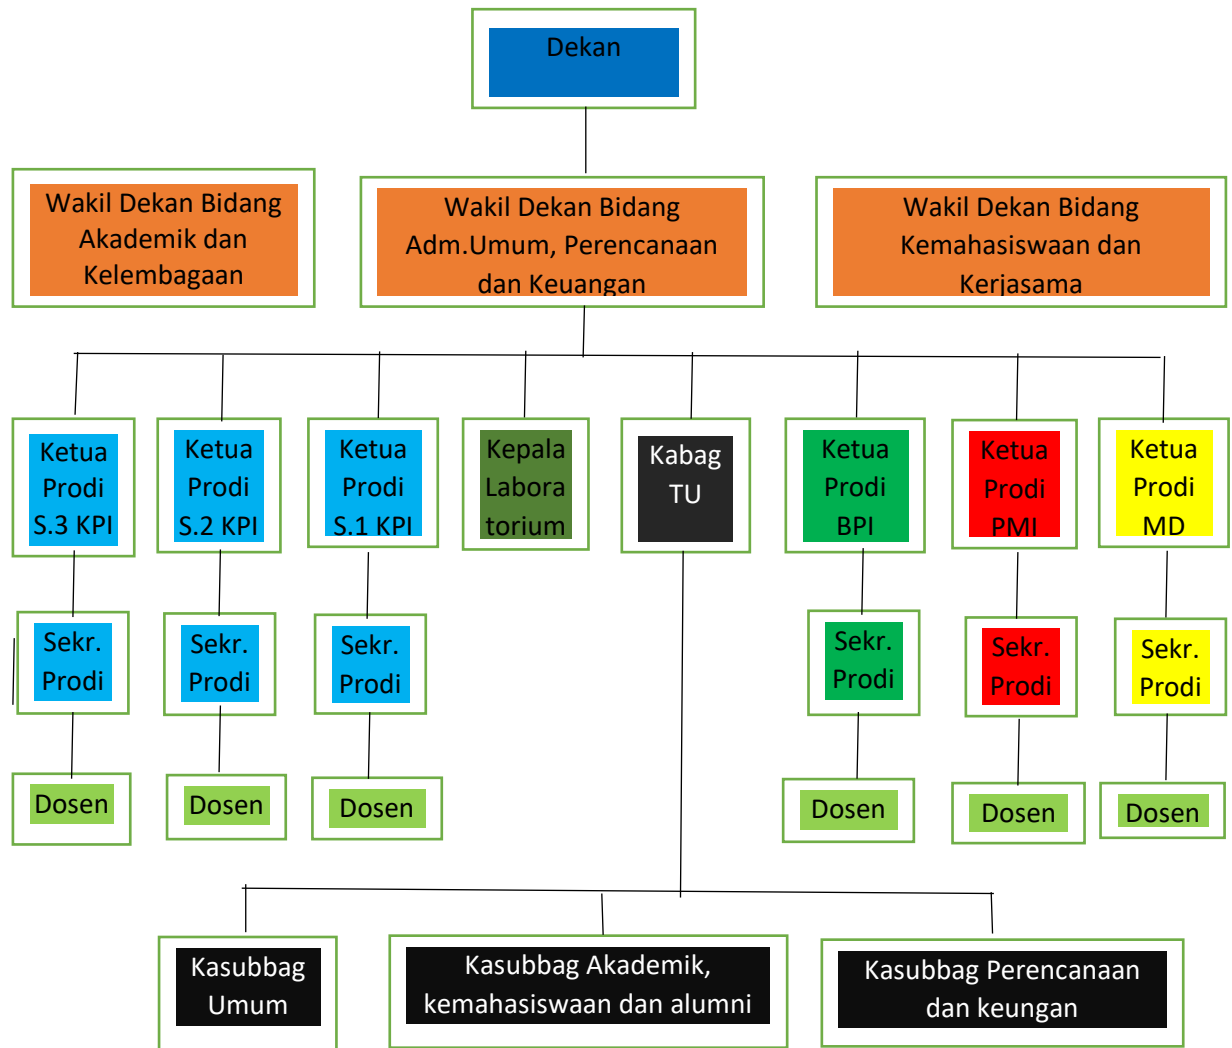 Dekan
Wakil Dekan Bidang
Akademik dan
Kelembagaan
Wakil Dekan Bidang
Adm.Umum, Perencanaan
dan Keuangan
Wakil Dekan Bidang
Kemahasiswaan dan
Kerjasama
Ketua
Prodi
S.3 KPI
Ketua
Prodi
S.2 KPI
Ketua
Prodi
S.1 KPI
Kepala
Labora
torium
Kabag
TU
Ketua
Prodi
BPI
Ketua
Prodi
PMI
Ketua
Prodi
MD
Sekr.
Prodi
Sekr.
Prodi
Sekr.
Prodi
Sekr.
Prodi
Sekr.
Prodi
Sekr.
Prodi
Dosen
Dosen
Dosen
Dosen
Dosen
Dosen
Kasubbag
Umum
Kasubbag Akademik,
kemahasiswaan dan alumni
Kasubbag Perencanaan
dan keungan